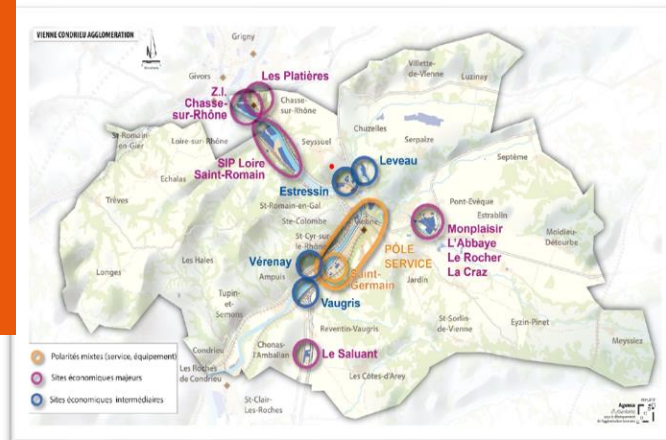 VIENNE CONDRIEU AGGLOMERATION
Grigny
Givors
Les Platières
Z.I.
Chasse-
sur-Rhône
Chasse-
sur-Rhône
Villette-
de-Vienne
Luzinay
St-Romain-
en-Gier
Loire-sur-Rhône
Seyssuel
Chuzelles
Serpaize
SIP Loire
Saint-Romain
Septème
Echalas
Leveau
Estressin
Trèves
St-Romain-en-Gal
Ste-Colombe
Vienne
Pont-Evêque
Estrablin
St-Cyr-sur-
le-Rhône
Monplaisir
L'Abbaye
Le Rocher
La Craz
Moidieu-
Détourbe
PÔLE
SERVICE
Les Haies
Vérenay
Longes
Ampuis
Saint-
Germain
Jardin
Tupin-
et-
Semons
Vaugris
Reventin-Vaugris
St-Sorlin-
de-Vienne
Eyzin-Pinet
Meyssiez
Condrieu
Chonas-
l'Amballan
Le Saluant
Les Roches
de Condrieu
Les Côtes-d'Arey
St-Clair-
Les-Roches
Polarités mixtes (service, équipement)
Sites économiques majeurs
Sites économiques intermédiaires
Agence